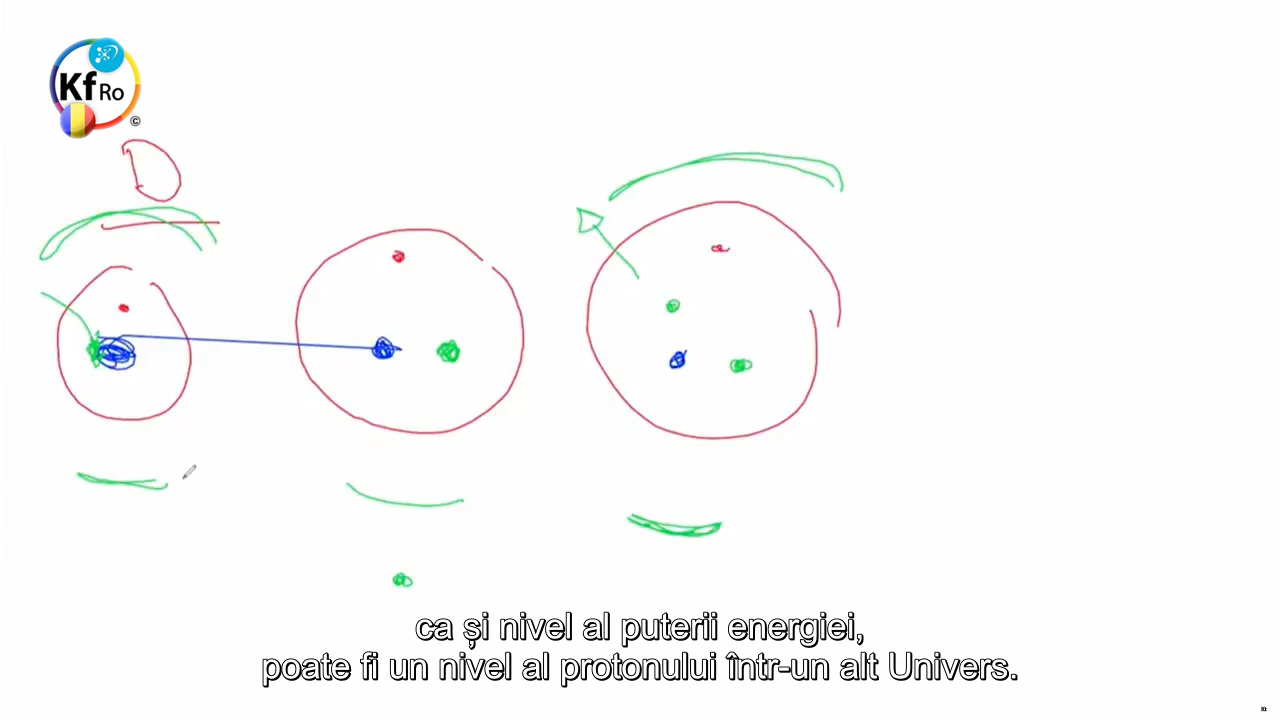 Kf Ro
©
D
ca și nivel al puterii energiei,
poate fi un nivel al protonului într-un alt Univers.